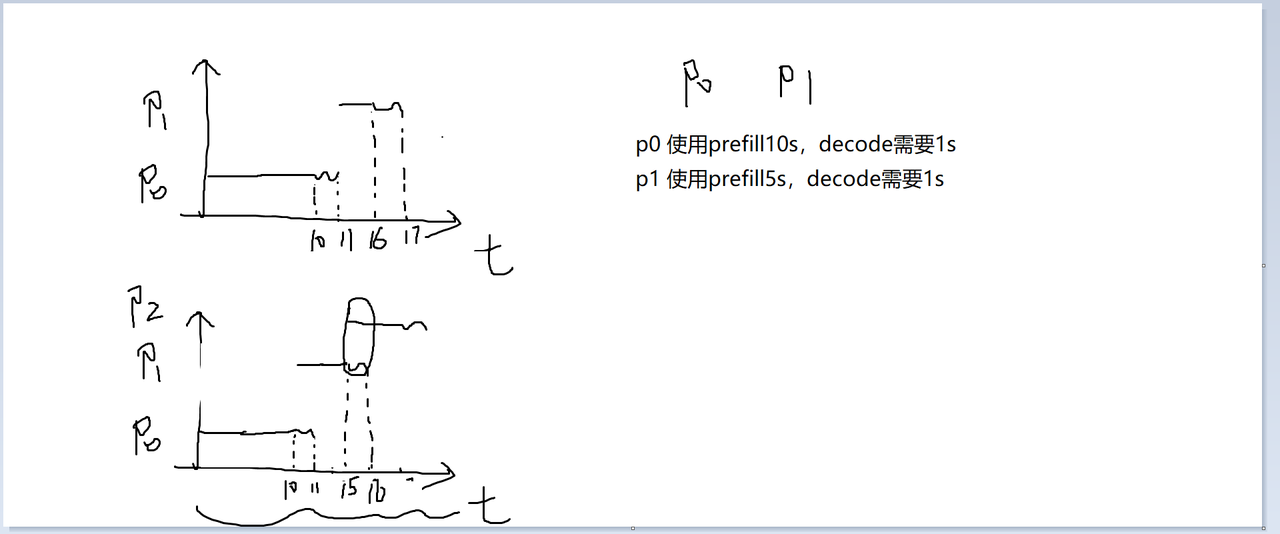 P0 P1
p0 使用prefill10s，decode需要1s
p1 使用prefill5s，decode需要1s
P1
P0
10 11 16 17
t
P2
P1
P0
10 11 15 16
t